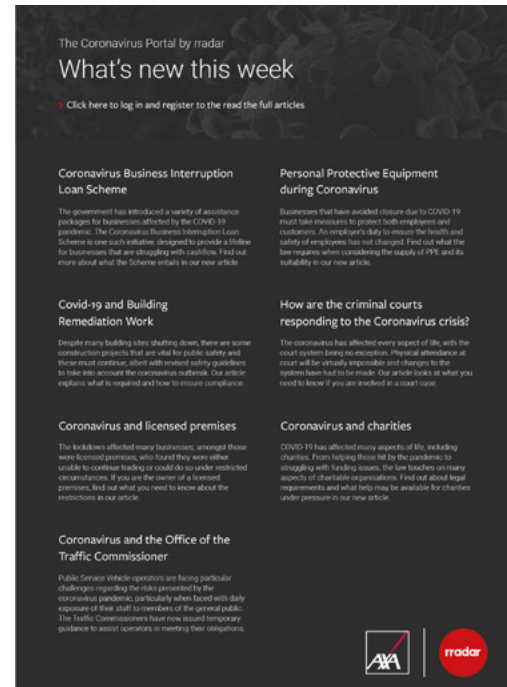 The Coronavirus Portal by rradar
What's new this week
› Click here to log in and register to the read the full articles
Coronavirus Business Interruption
Loan Scheme
The government has introduced a variety of assistance
packages for businesses affected by the COVID-19
pandemic. The Coronavirus Business Interruption Loan
Scheme is one such initiative, designed to provide a lifeline
for businesses that are struggling with cashflow. Find out
more about what the Scheme entails in our new article.
Personal Protective Equipment
during Coronavirus
Businesses that have avoided closure due to COVID-19
must take measures to protect both employees and
customers. An employer's duty to ensure the health and
safety of employees has not changed. Find out what the
law requires when considering the supply of PPE and its
suitability in our new article.
Covid-19 and Building
Remediation Work
Despite many building sites shutting down, there are some
construction projects that are vital for public safety and
these must continue, albeit with revised safety guidelines
to take into account the coronavirus outbreak. Our article
explains what is required and how to ensure compliance.
How are the criminal courts
responding to the Coronavirus crisis?
The coronavirus has affected every aspect of life, with the
court system being no exception. Physical attendance at
court will be virtually impossible and changes to the
system have had to be made. Our article looks at what you
need to know if you are involved in a court case.
Coronavirus and licensed premises
The lockdown affected many businesses; amongst those
were licensed premises, who found they were either
unable to continue trading or could do so under restricted
circumstances. If you are the owner of a licensed
premises, find out what you need to know about the
restrictions in our article.
Coronavirus and charities
COVID-19 has affected many aspects of life, including
charities. From helping those hit by the pandemic to
struggling with funding issues, the law touches on many
aspects of charitable organisations. Find out about legal
requirements and what help may be available for charities
under pressure in our new article.
Coronavirus and the Office of the
Traffic Commissioner
Public Service Vehicle operators are facing particular
challenges regarding the risks presented by the
coronavirus pandemic, particularly when faced with daily
exposure of their staff to members of the general public.
The Traffic Commissioners have now issued temporary
guidance to assist operators in meeting their obligations.
AXA
rradar